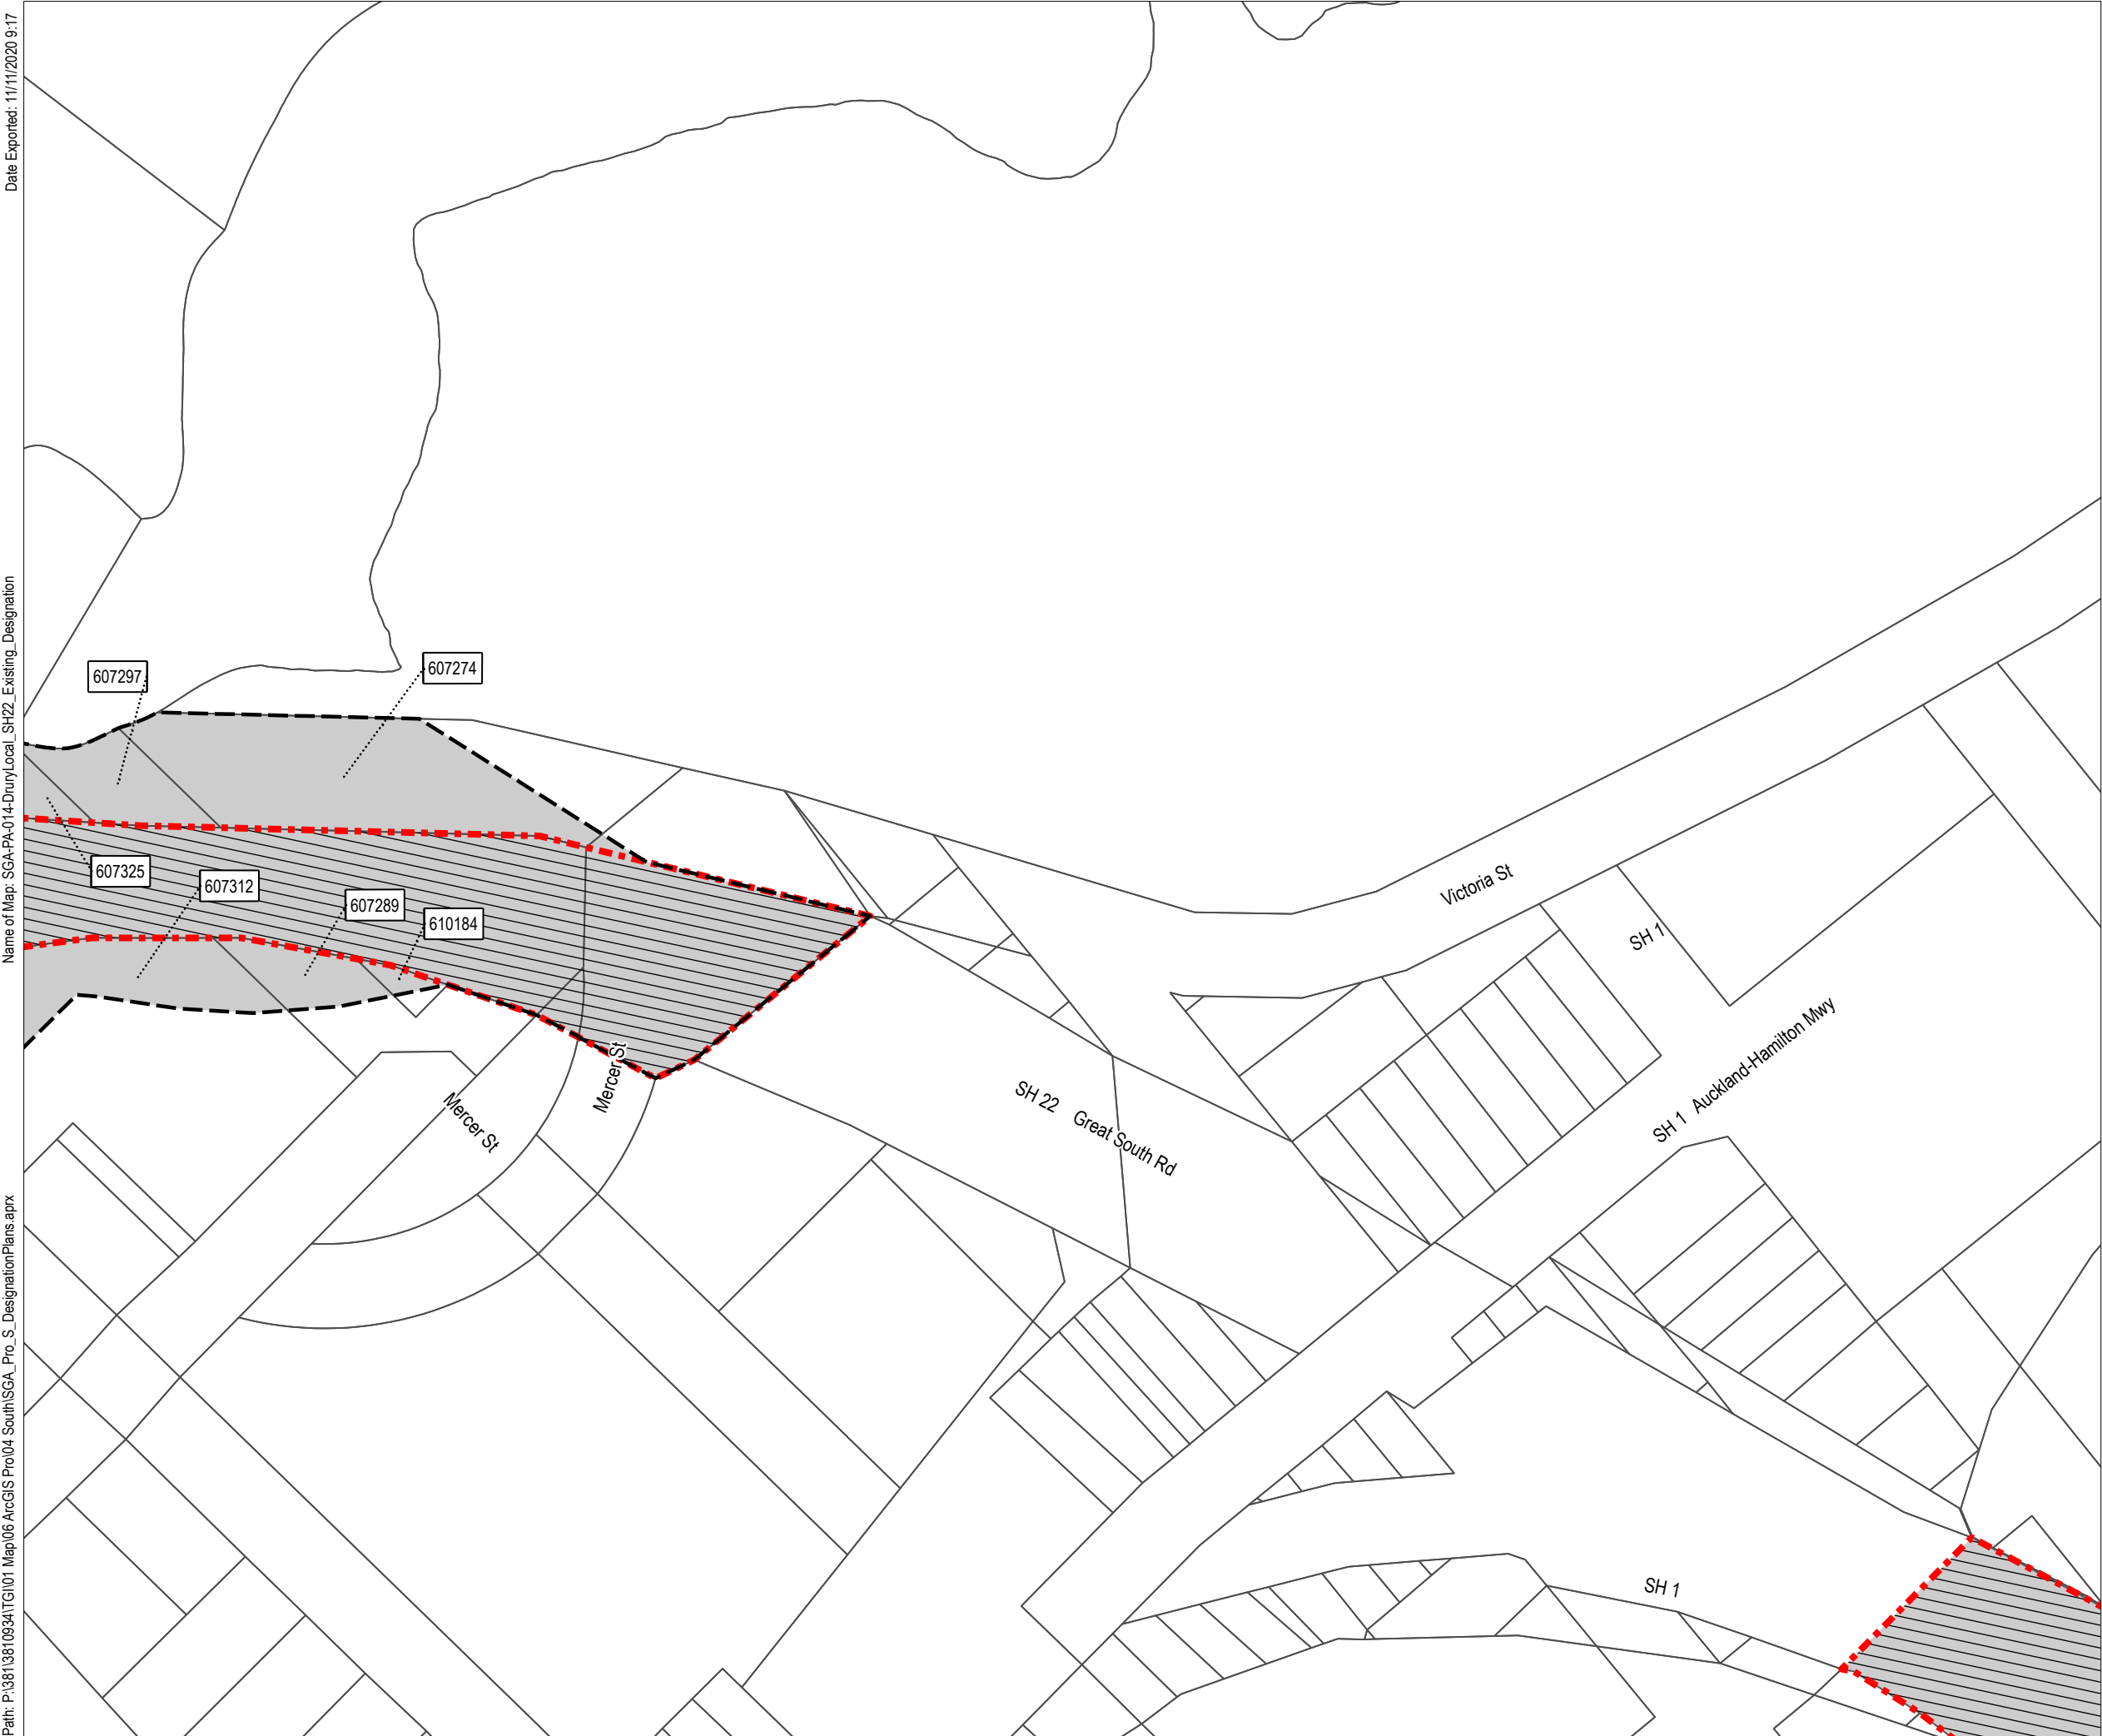 Date Exported: 11/11/2020 9:17
Name of Map: SGA-PA-014-DruryLocal_SH22_Existing_Designation
Path: P:\381\3810934\TGI\01 Map\06 ArcGIS Pro\04 South\SGA_Pro_S_DesignationPlans.aprx
607297
607274
607325
607312
607289
610184
Mercer St
Mercer St
SH 22 Great South Rd
Victoria St
SH 1
SH 1 Auckland-Hamilton Mwy
SH 1